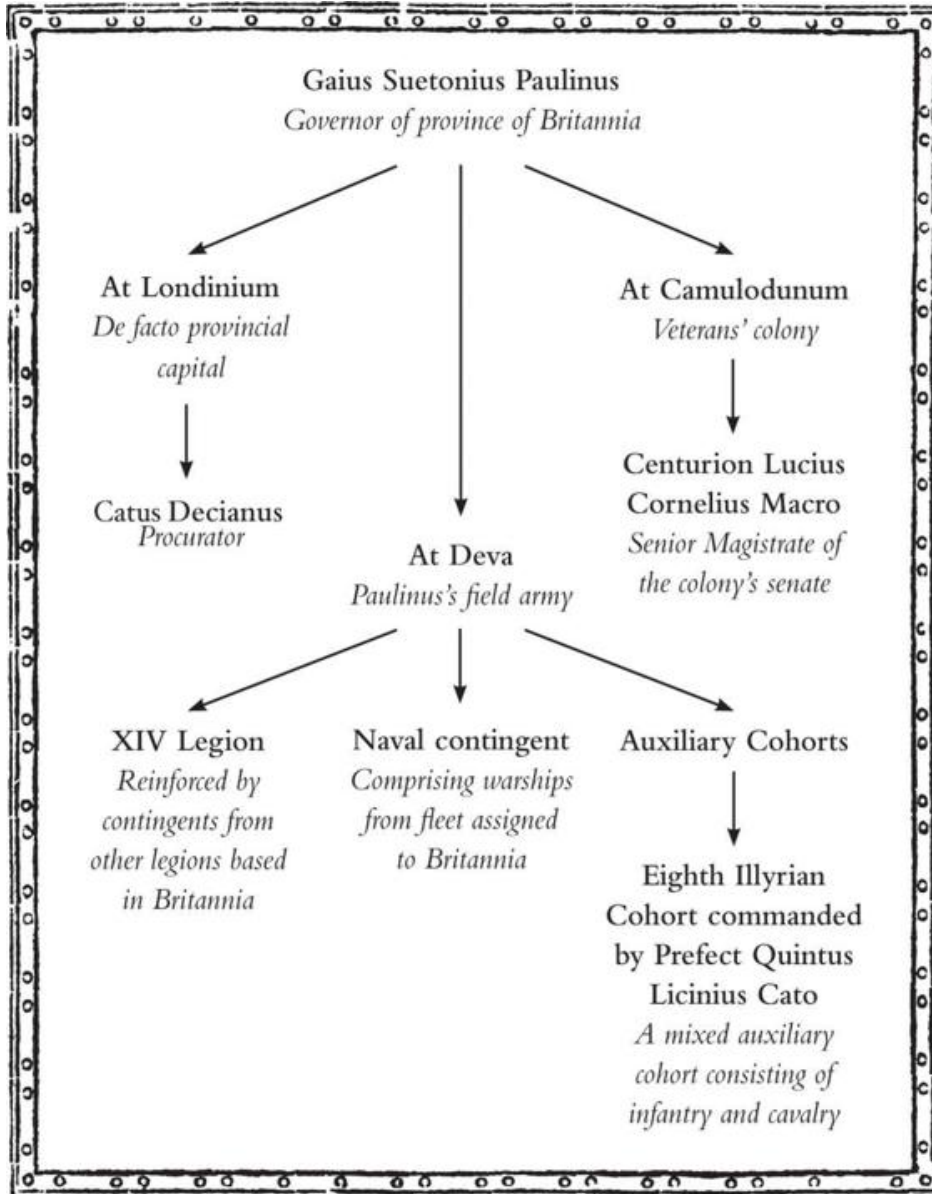 Gaius Suetonius Paulinus
Governor of province of Britannia
At Londinium
De facto provincial
capital
Catus Decianus
Procurator
At Camulodunum
Veterans’ colony
Centurion Lucius
Cornelius Macro
Senior Magistrate of
the colony’s senate
At Deva
Paulinus’s field army
XIV Legion
Reinforced by
contingents from
other legions based
in Britannia
Naval contingent
Comprising warships
from fleet assigned
to Britannia
Auxiliary Cohorts
Eighth Illyrian
Cohort commanded
by Prefect Quintus
Licinius Cato
A mixed auxiliary
cohort consisting of
infantry and cavalry